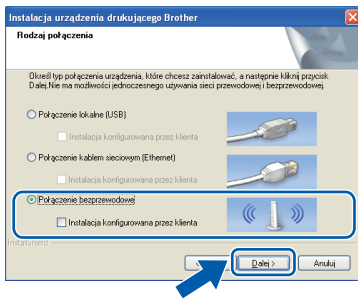 Instalacja urządzenia drukującego Brother
Rodzaj połączenia
Określ typ połączenia urządzenia, które chcesz zainstalować, a następnie kliknij przycisk
Dalej.Nie ma możliwości jednoczesnego używania sieci przewodowej i bezprzewodowej.
Połączenie lokalne (USB)
Instalacja konfigurowana przez klienta
Połączenie kablem sieciowym (Ethernet)
Instalacja konfigurowana przez klienta
Połączenie bezprzewodowe
Instalacja konfigurowana przez klienta
InstallShield
Dalej > Anuluj